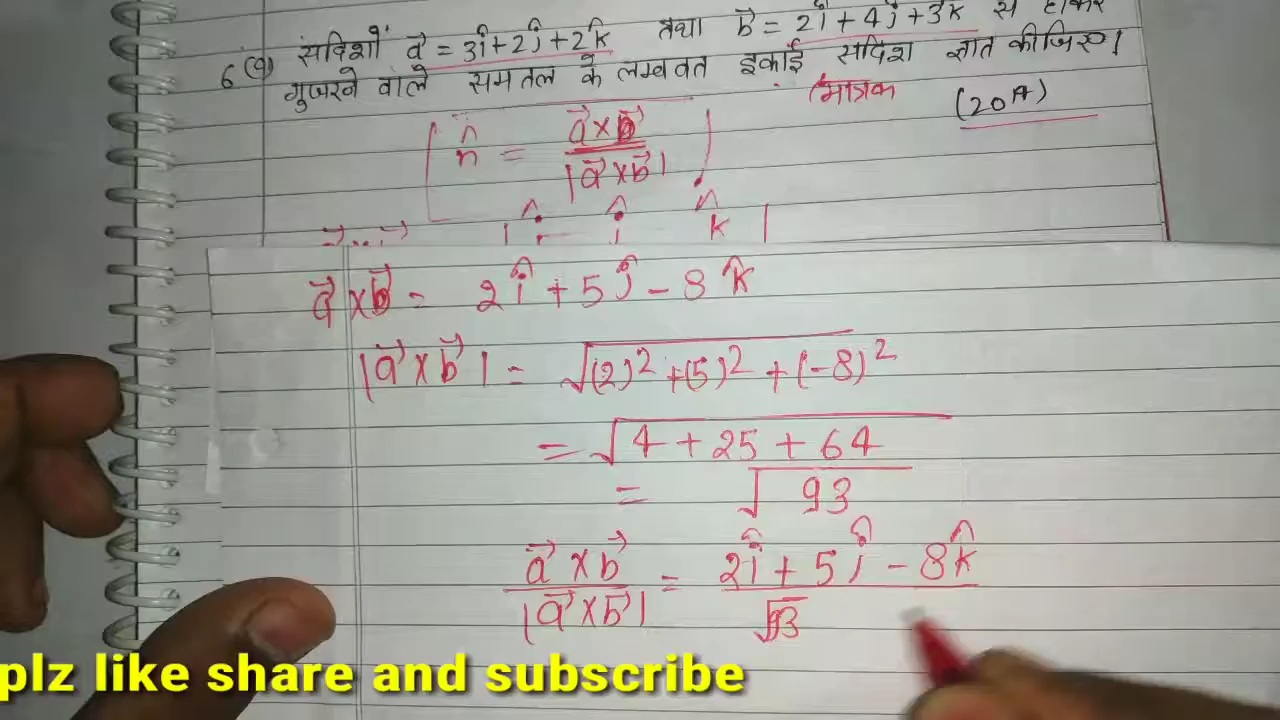 6 (ब) सदिशों a⃗ = 3î+2ĵ+2k̂ तथा b⃗ = 2î+4ĵ+3k̂ से होकर
गुजरने वाले समतल के लम्बवत इकाई सदिश ज्ञात कीजिए।
(मात्रक (20A)
n̂ = a⃗×b⃗ / |a⃗×b⃗|
î ĵ k̂ |
a⃗×b⃗ = 2î + 5ĵ - 8k̂
|a⃗×b⃗| = √(2)² + (5)² + (-8)²
= √4 + 25 + 64
= √93
a⃗×b⃗ / |a⃗×b⃗| = 2î + 5ĵ - 8k̂ / √93
plz like share and subscribe